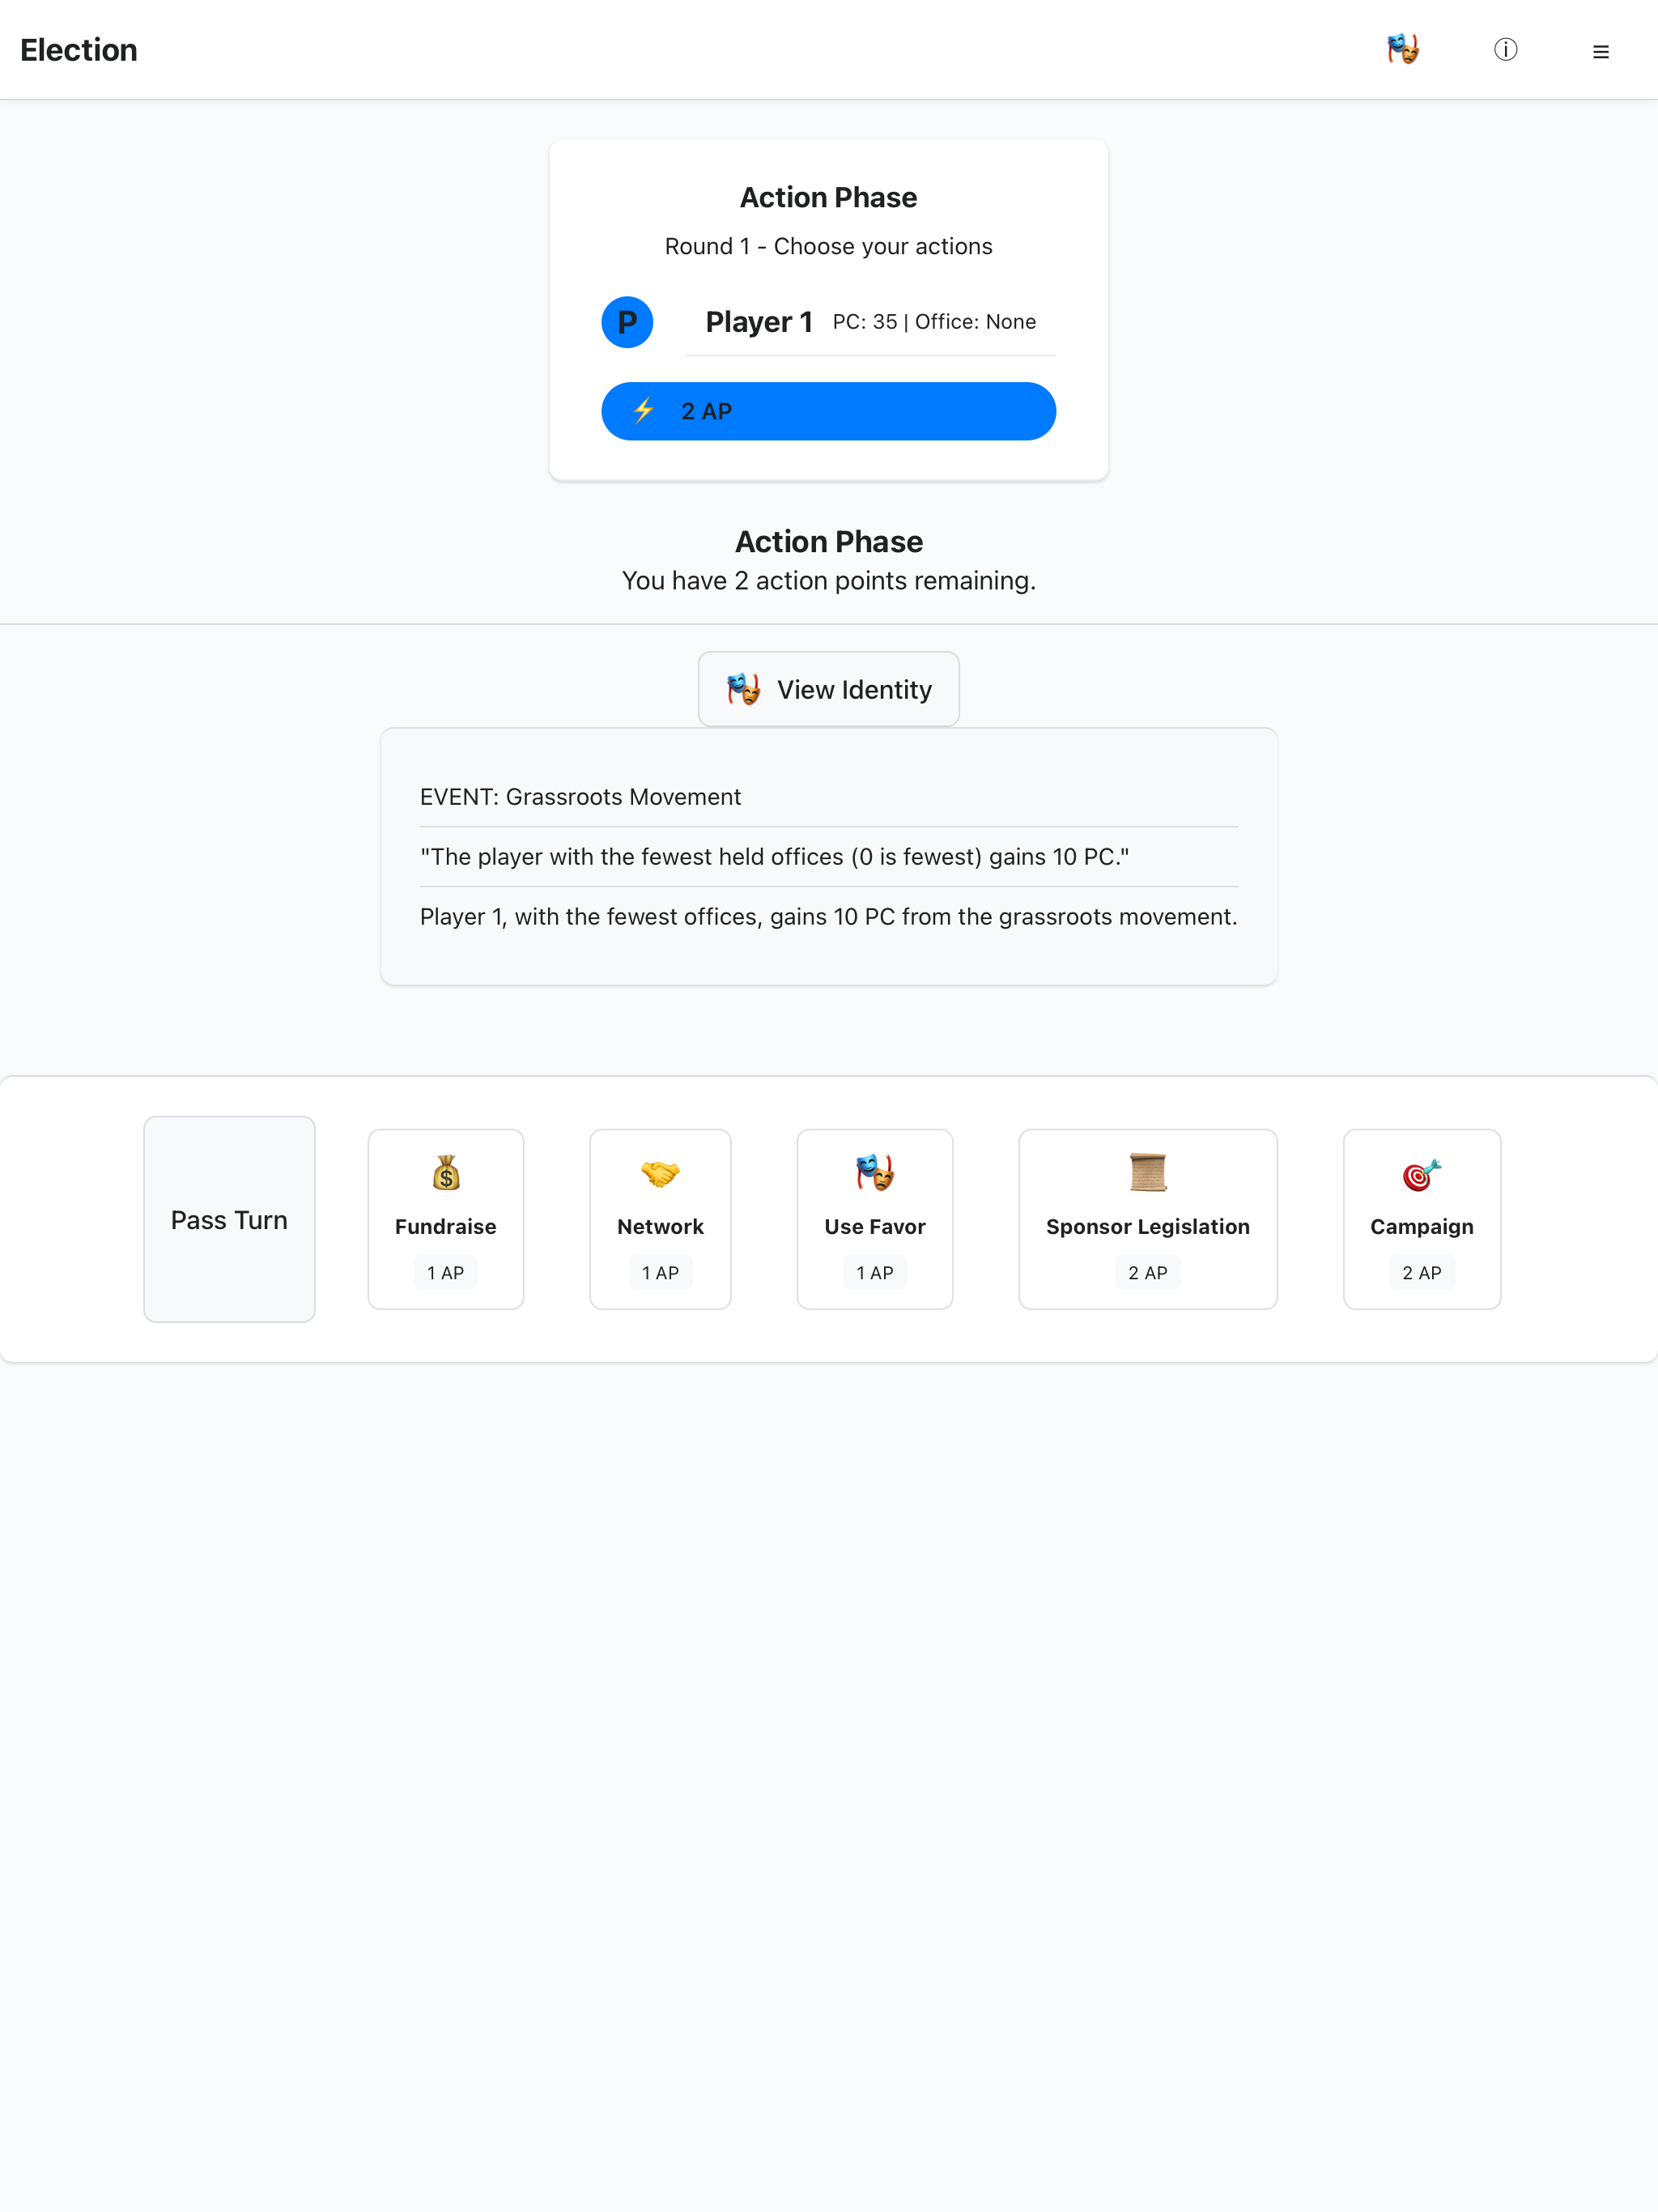 Election
Action Phase
Round 1 - Choose your actions
P
Player 1 PC: 35 | Office: None
2 AP
Action Phase
You have 2 action points remaining.
View Identity
EVENT: Grassroots Movement
"The player with the fewest held offices (0 is fewest) gains 10 PC."
Player 1, with the fewest offices, gains 10 PC from the grassroots movement.
Pass Turn
Fundraise
1 AP
Network
1 AP
Use Favor
1 AP
Sponsor Legislation
2 AP
Campaign
2 AP